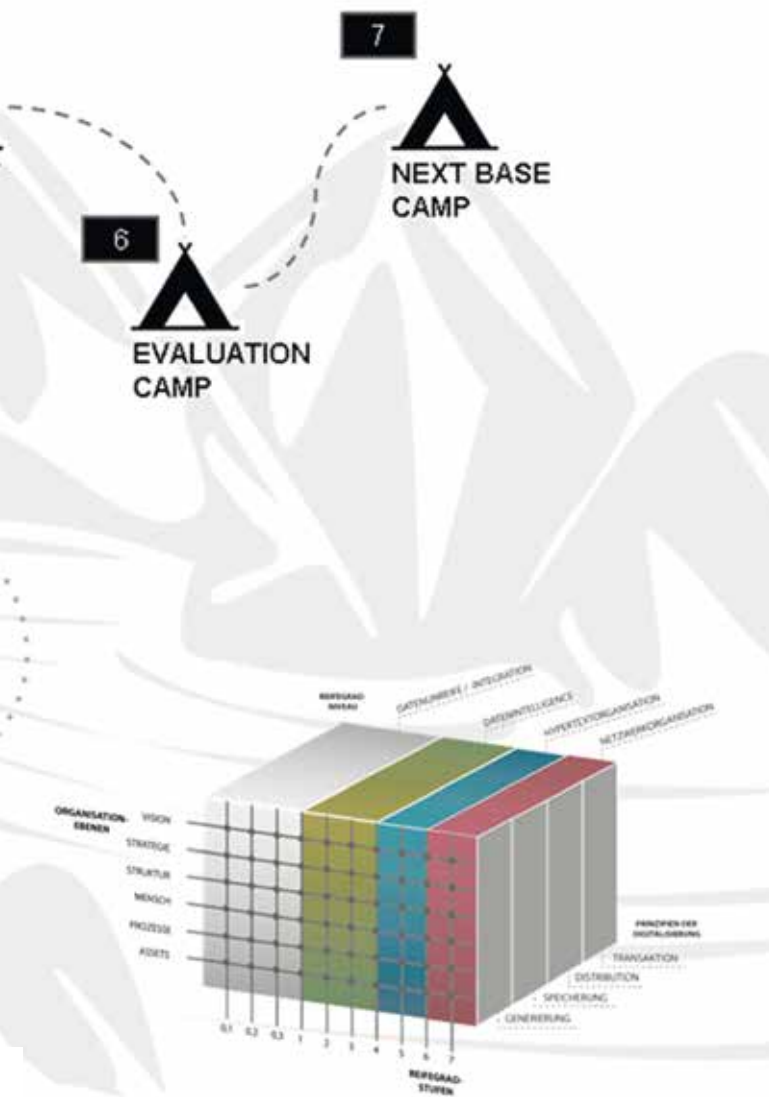 7
NEXT BASE
CAMP
6
EVALUATION
CAMP
REIFEGRAD
NIVEAU
DATENUNREIFE / -INTEGRATION
DATENINTELLIGENCE
HYPERTEXTORGANISATION
NETZWERKORGANISATION
ORGANISATION-
EBENEN
VISION
STRATEGIE
STRUKTUR
MENSCH
PROZESSE
ASSETS
PRINZIPIEN DER
DIGITALISIERUNG
TRANSAKTION
DISTRIBUTION
SPEICHERUNG
GENERIERUNG
0,1 0,2 0,3 1 2 3 4 5 6 7
REIFEGRAD-
STUFEN